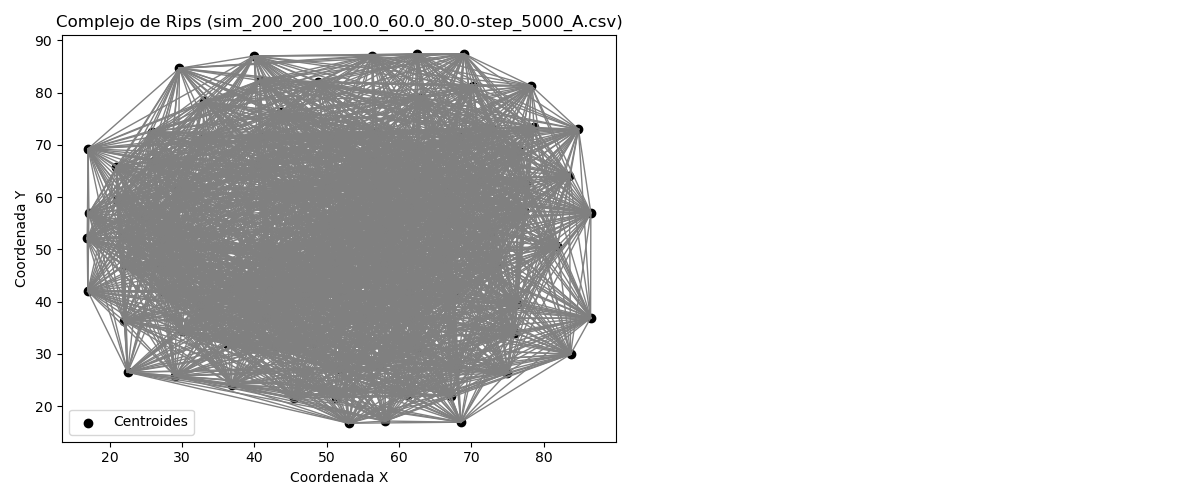 Complejo de Rips (sim_200_200_100.0_60.0_80.0-step_5000_A.csv)
90
80
70
60
50
40
30
20
Coordenada Y
Centroides
20 30 40 50 60 70 80
Coordenada X